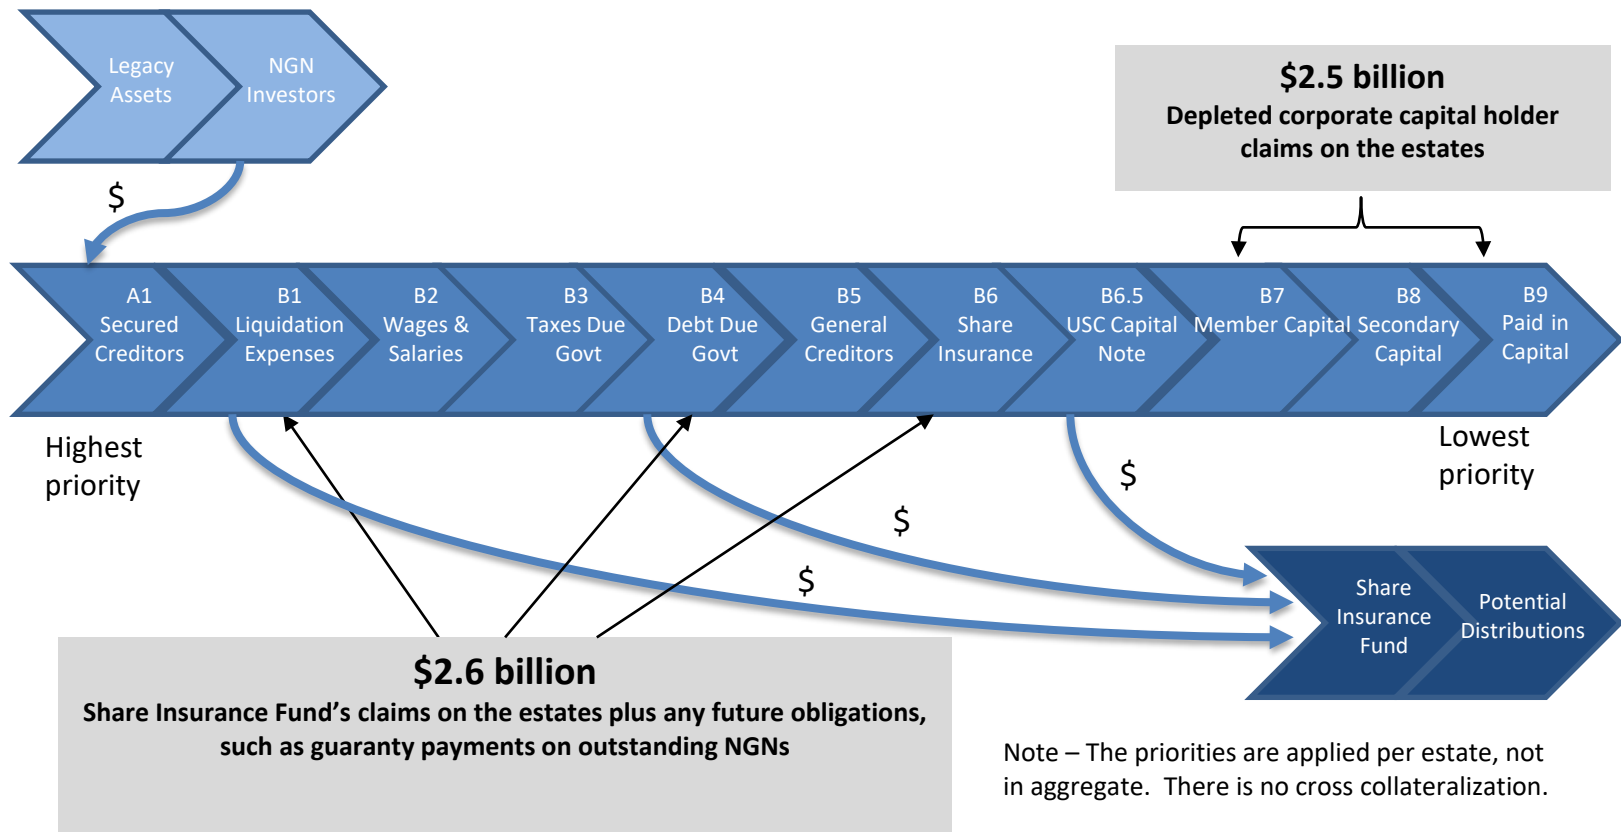 Legacy
Assets
NGN
Investors
$2.5 billion
Depleted corporate capital holder
claims on the estates
$
A1
Secured
Creditors
B1
Liquidation
Expenses
B2
Wages &
Salaries
B3
Taxes Due
Govt
B4
Debt Due
Govt
B5
General
Creditors
B6
Share
Insurance
B6.5
USC Capital
Note
B7
Member Capital
B8
Secondary
Capital
B9
Paid in
Capital
Highest
priority
Lowest
priority
$
$
$
Share
Insurance
Fund
Potential
Distributions
$2.6 billion
Share Insurance Fund’s claims on the estates plus any future obligations,
such as guaranty payments on outstanding NGNs
Note – The priorities are applied per estate, not
in aggregate.  There is no cross collateralization.